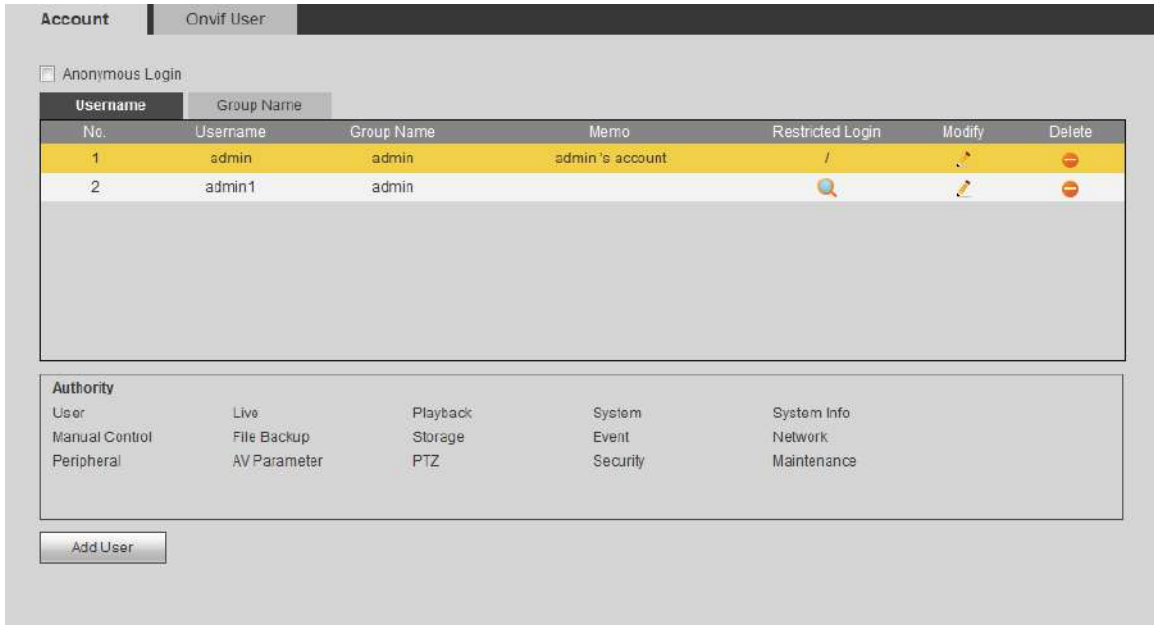 Account Onvif User
Anonymous Login
Username Group Name
No. Username Group Name Memo Restricted Login Modify Delete
1 admin admin admin 's account /
2 admin1 admin
Authority
User Live Playback System System Info
Manual Control File Backup Storage Event Network
Peripheral AV Parameter PTZ Security Maintenance
Add User